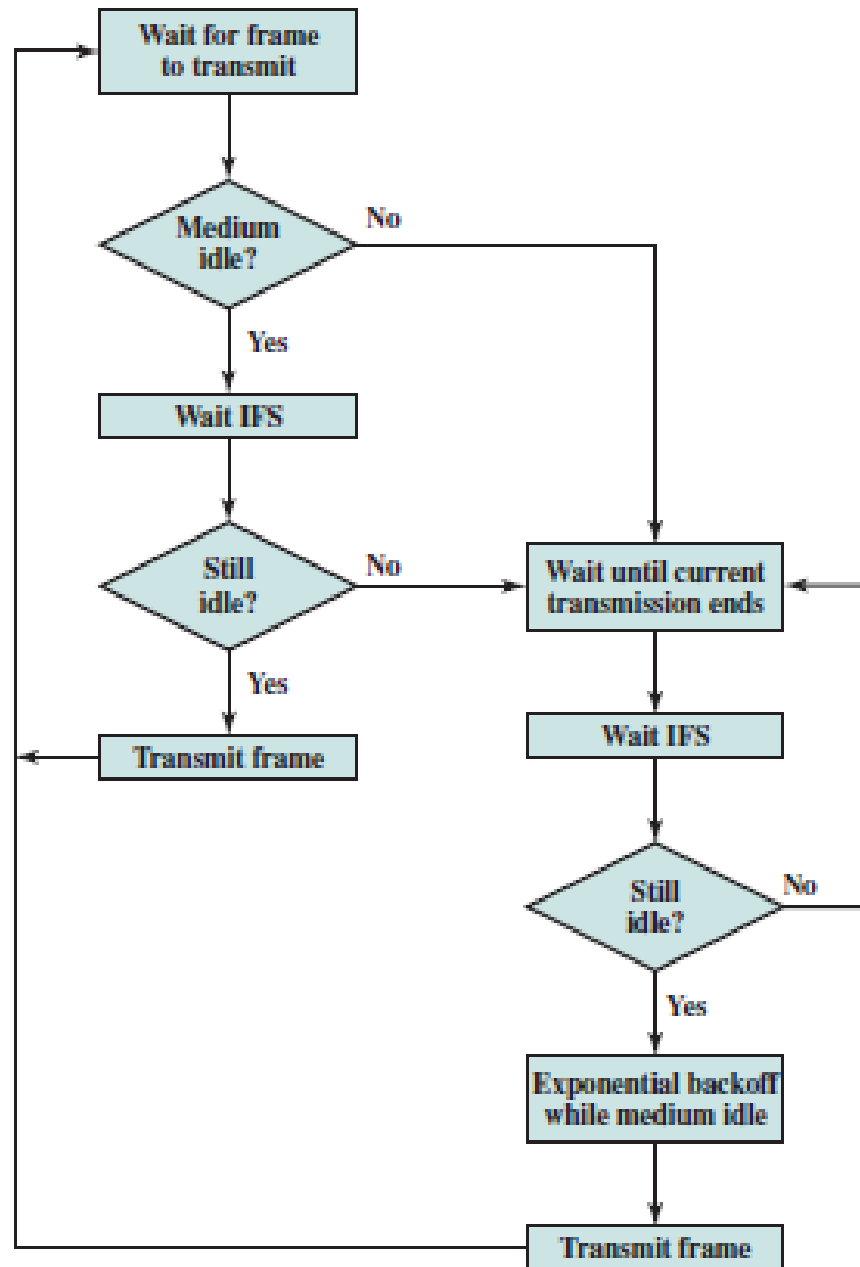 Wait for frame
to transmit
Medium
idle?
No
Yes
Wait IFS
Still
idle?
No
Yes
Transmit frame
Wait until current
transmission ends
Wait IFS
Still
idle?
No
Yes
Exponential backoff
while medium idle
Transmit frame